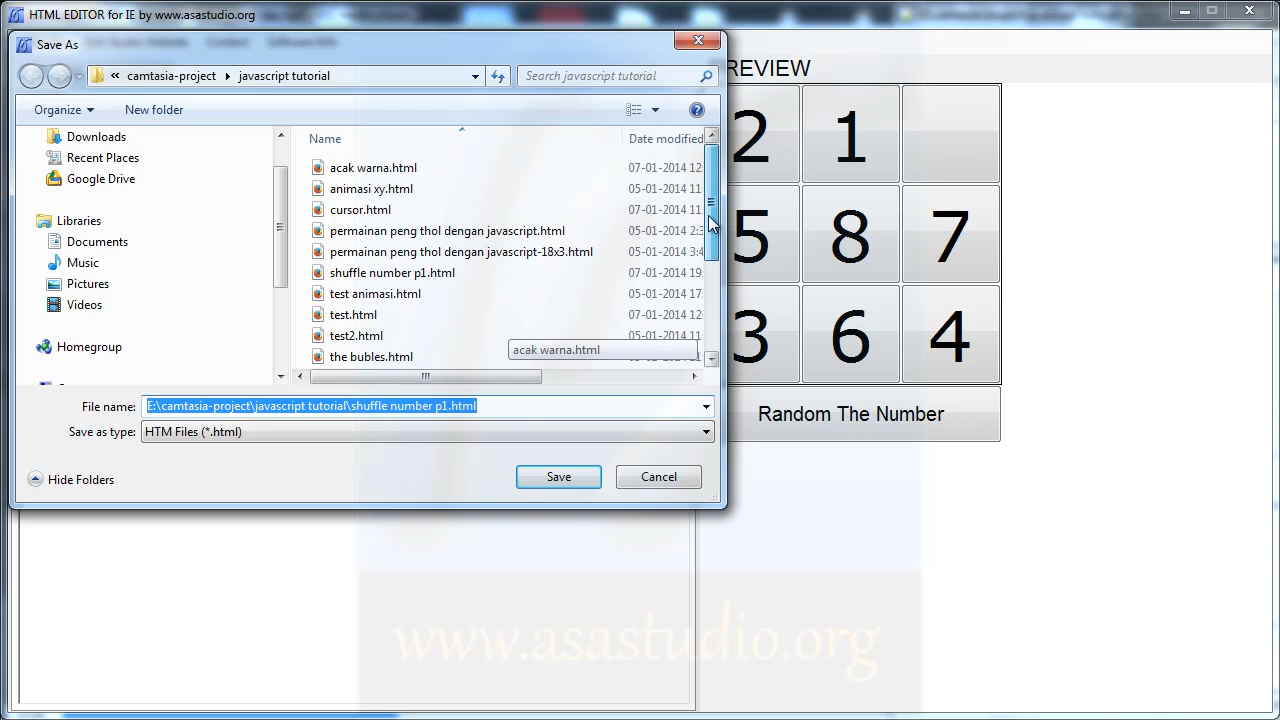 HTML EDITOR for IE by www.asastudio.org
Save As
camtasia-project
javascript tutorial
Search javascript tutorial
PREVIEW
Organize
New folder
Downloads
Recent Places
Google Drive
Libraries
Documents
Music
Pictures
Videos
Homegroup
Name
Date modified
acak warna.html
07-01-2014 12:
animasi xy.html
05-01-2014 11
cursor.html
07-01-2014 11
permainan peng thol dengan javascript.html
05-01-2014 2:3
permainan peng thol dengan javascript-18x3.html
05-01-2014 3:4
shuffle number p1.html
07-01-2014 19:
test animasi.html
05-01-2014 17:
test.html
07-01-2014 12:
test2.html
05-01-2014 11:
the bubles.html
acak warna.html
File name:
E:\camtasia-project\javascript tutorial\shuffle number p1.html
Save as type:
HTM Files (*.html)
Hide Folders
Save
Cancel
2 1
5 8 7
3 6 4
Random The Number
www.asastudio.org